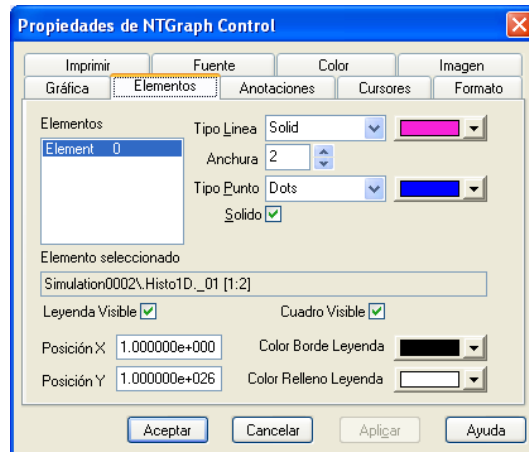 Propiedades de NTGraph Control
Imprimir Fuente Color Imagen
Gráfica Elementos Anotaciones Cursores Formato
Elementos Tipo Linea Solid
Element 0
Anchura 2
Tipo Punto Dots
Solido
Elemento seleccionado
Simulation0002\.Histo1D._01 [1:2]
Leyenda Visible Cuadro Visible
Posición X 1.000000e+000 Color Borde Leyenda
Posición Y 1.000000e+026 Color Relleno Leyenda
Aceptar Cancelar Aplicar Ayuda